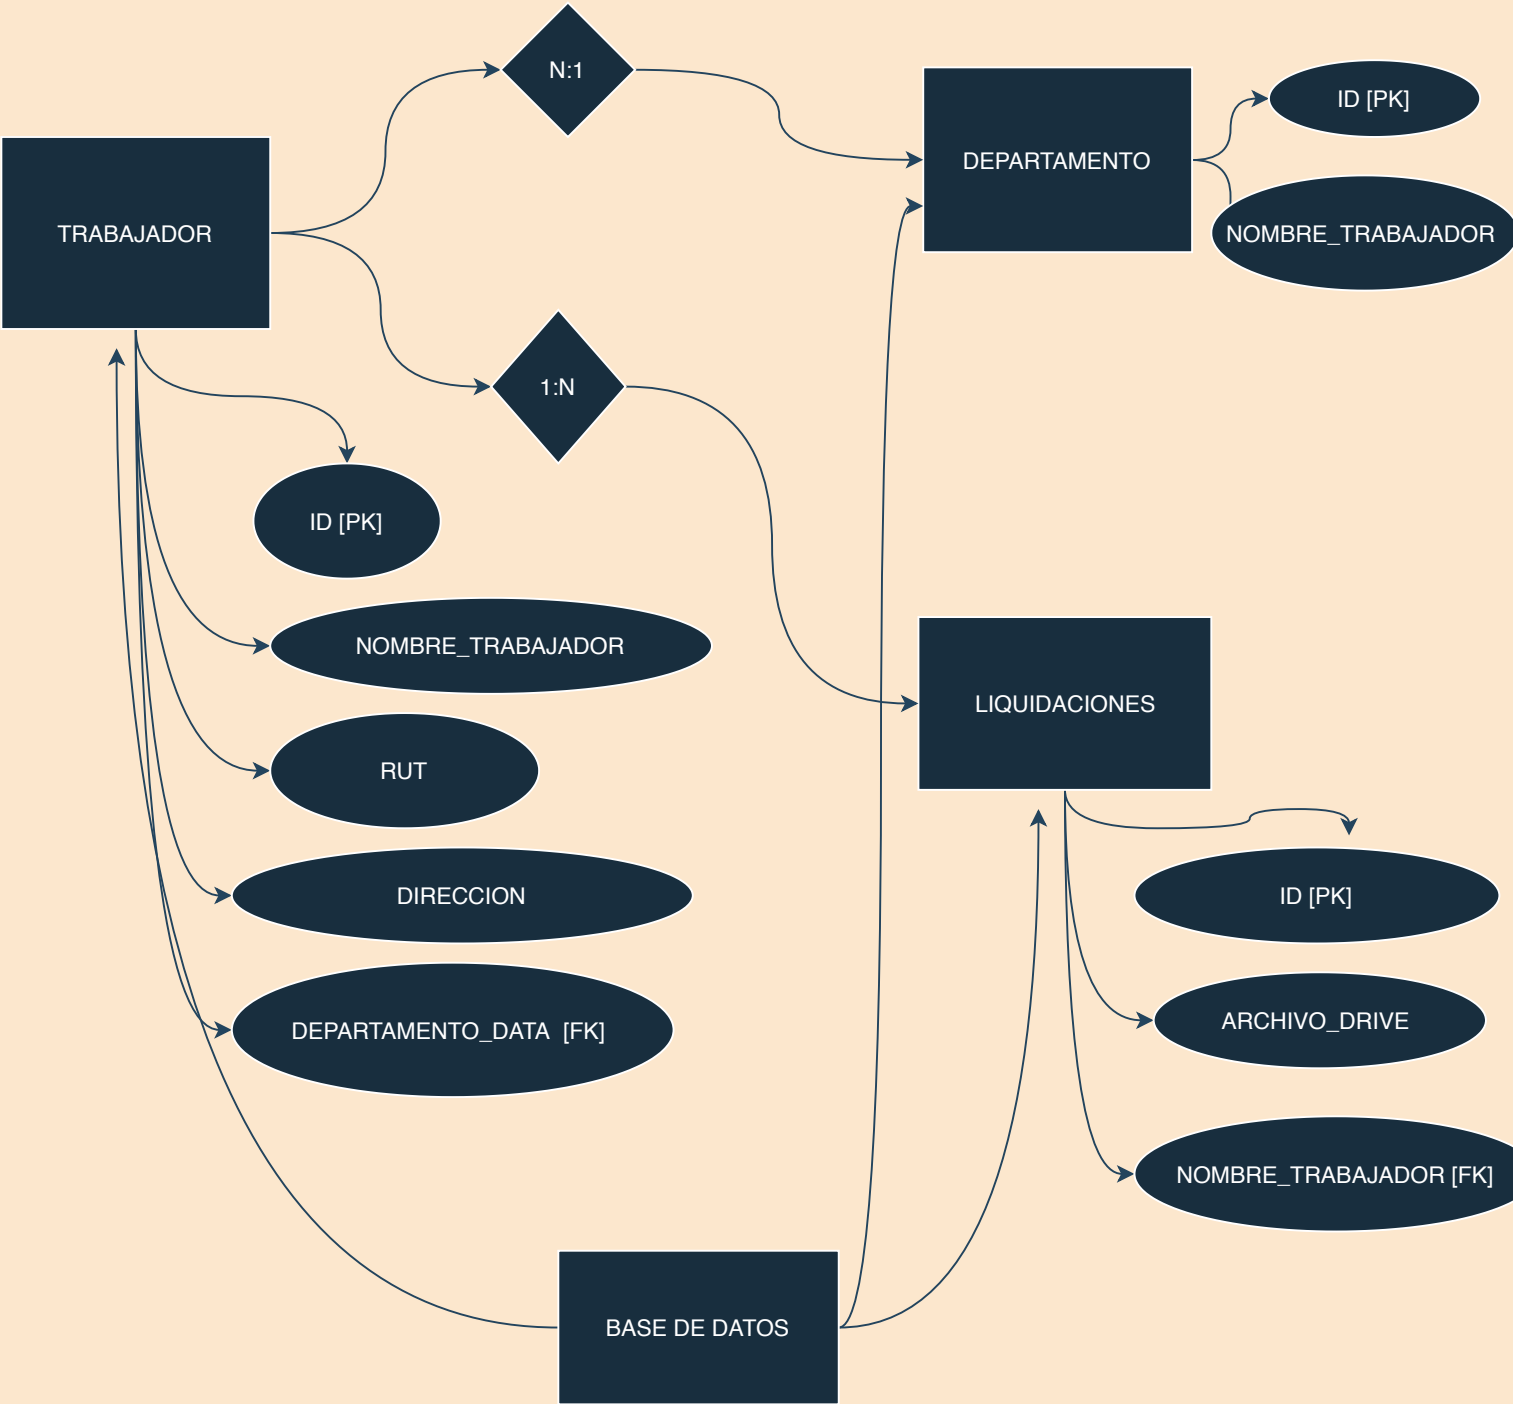 N:1
DEPARTAMENTO
ID [PK]
NOMBRE_TRABAJADOR
TRABAJADOR
1:N
ID [PK]
NOMBRE_TRABAJADOR
RUT
DIRECCION
DEPARTAMENTO_DATA  [FK]
LIQUIDACIONES
ID [PK]
ARCHIVO_DRIVE
NOMBRE_TRABAJADOR [FK]
BASE DE DATOS